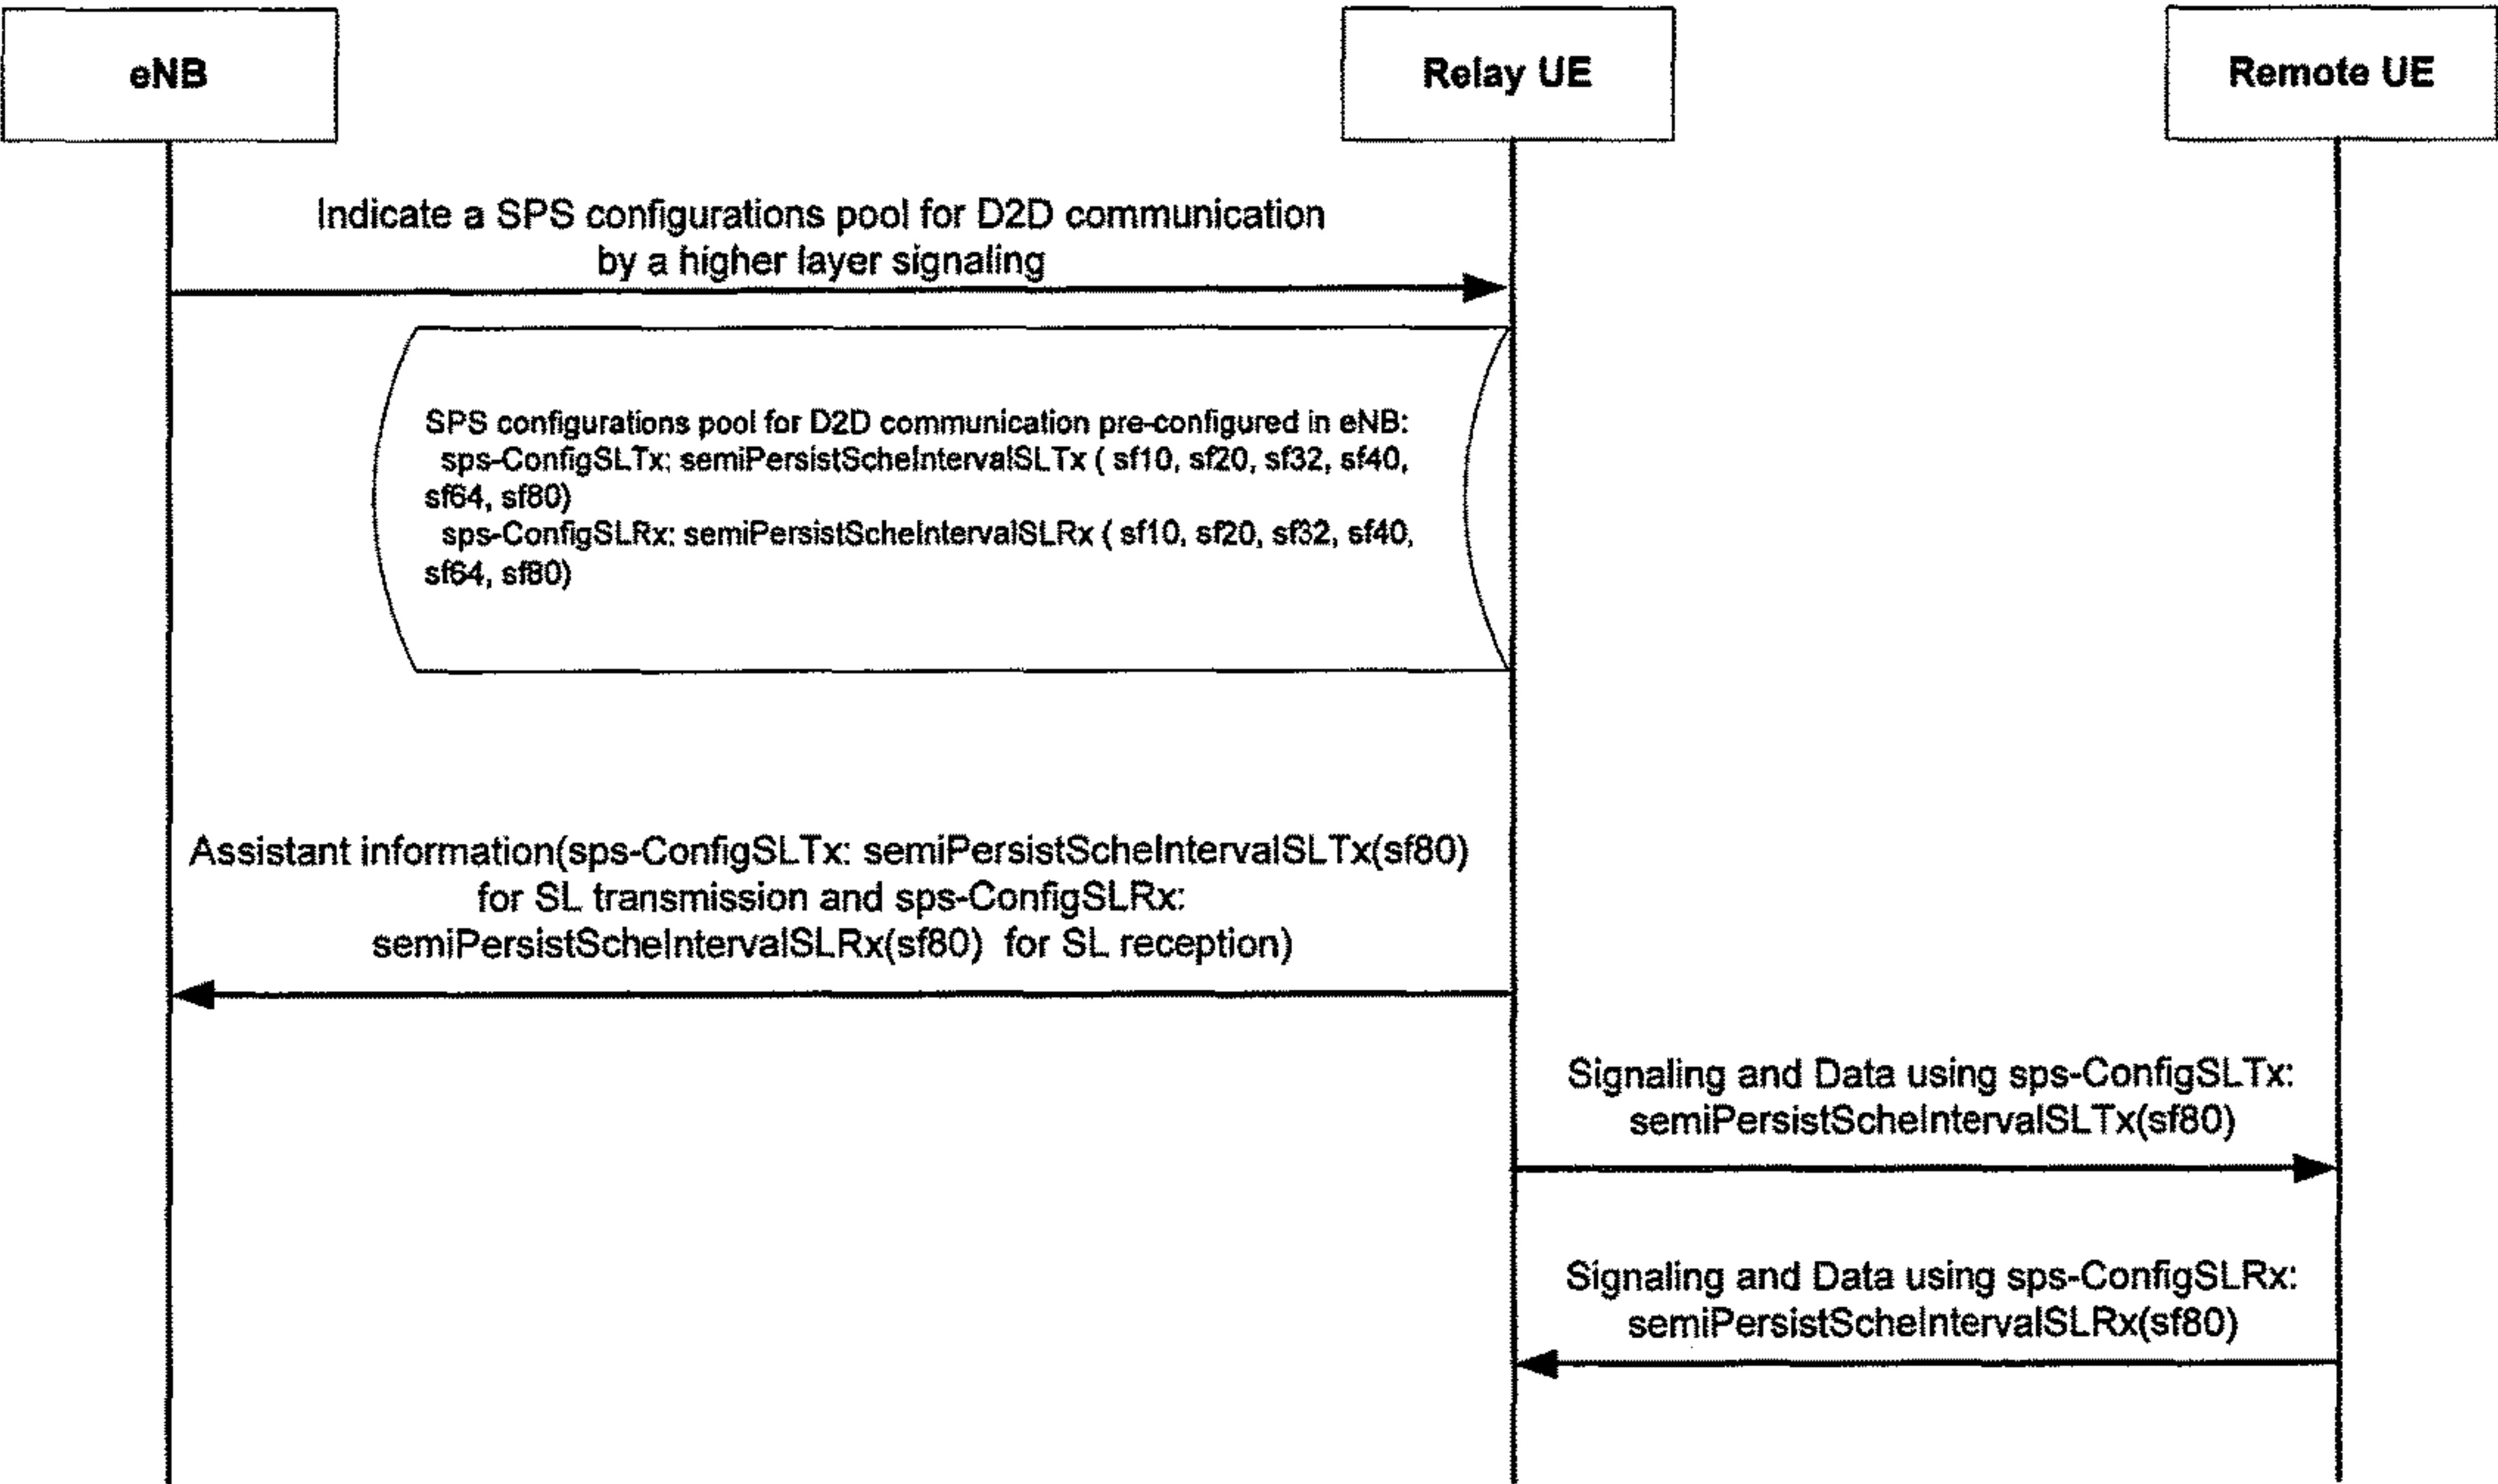 eNB
Relay UE
Remote UE
Indicate a SPS configurations pool for D2D communication
by a higher layer signaling
SPS configurations pool for D2D communication pre-configured in eNB:
sps-ConfigSLTx: semiPersistScheIntervalSLTx ( sf10, sf20, sf32, sf40,
sf64, sf80)
sps-ConfigSLRx: semiPersistScheIntervalSLRx ( sf10, sf20, sf32, sf40,
sf64, sf80)
Assistant information(sps-ConfigSLTx: semiPersistScheIntervalSLTx(sf80)
for SL transmission and sps-ConfigSLRx:
semiPersistScheIntervalSLRx(sf80) for SL reception)
Signaling and Data using sps-ConfigSLTx:
semiPersistScheIntervalSLTx(sf80)
Signaling and Data using sps-ConfigSLRx:
semiPersistScheIntervalSLRx(sf80)